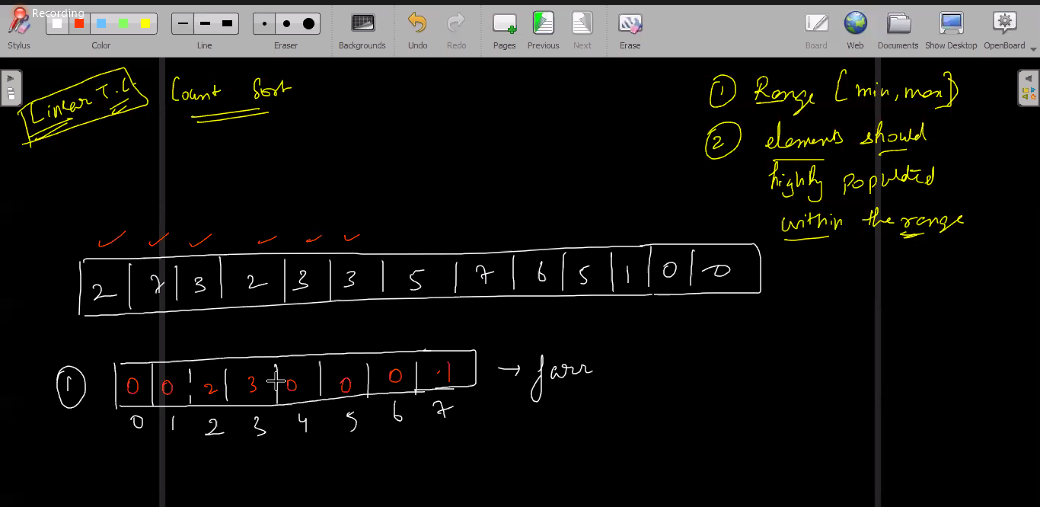 Recording
Stylus Color Line Eraser Backgrounds Undo Redo Pages Previous Next Erase Board Web Documents Show Desktop OpenBoard
Linear T.C.
Count Sort
1 Range [min, max]
2 elements should
highly populated
within the range
2 7 3 2 3 3 5 7 6 5 1 0 0
1 0 0 2 3 0 0 0 1 → farr
0 1 2 3 4 5 6 7